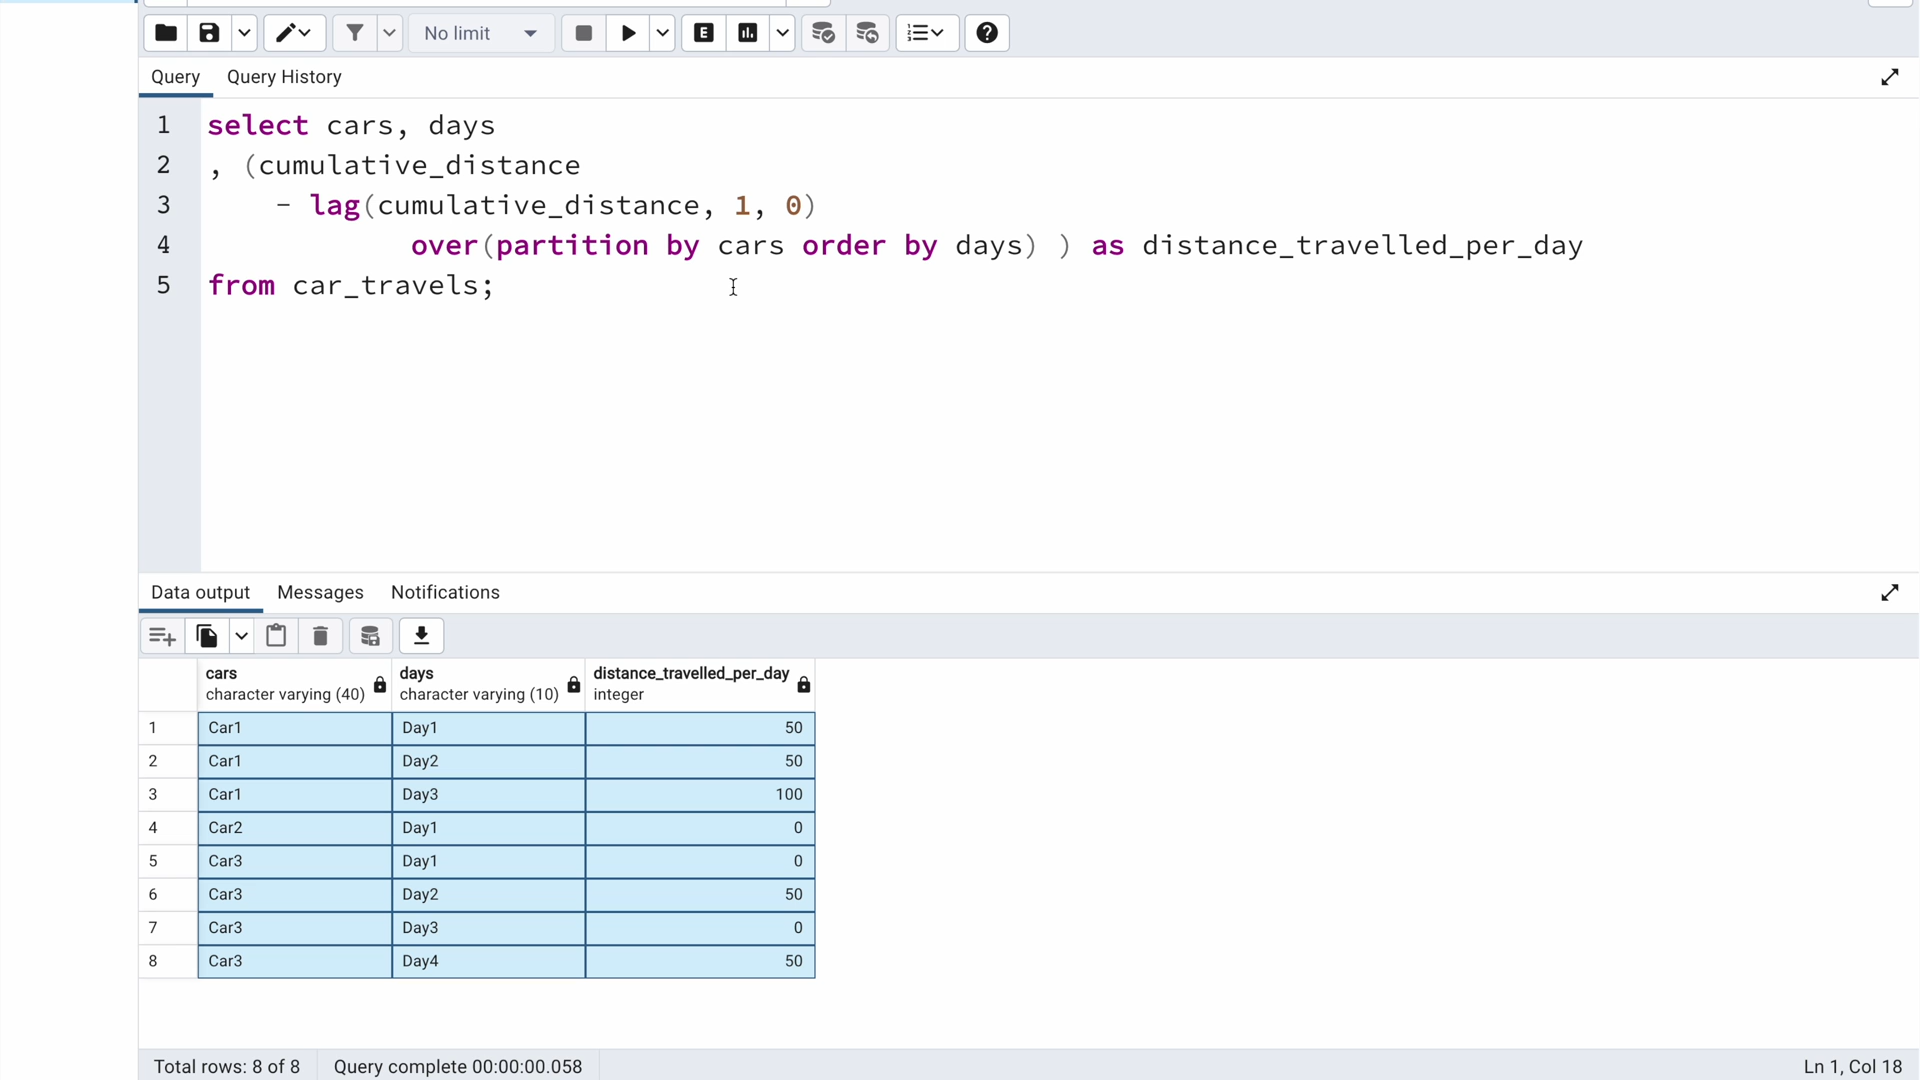 No limit
Query Query History
1 select cars, days
2 , (cumulative_distance
3 - lag(cumulative_distance, 1, 0)
4 over(partition by cars order by days) ) as distance_travelled_per_day
5 from car_travels;
Data output Messages Notifications
cars days distance_travelled_per_day
character varying (40) character varying (10) integer
1 Car1 Day1 50
2 Car1 Day2 50
3 Car1 Day3 100
4 Car2 Day1 0
5 Car3 Day1 0
6 Car3 Day2 50
7 Car3 Day3 0
8 Car3 Day4 50
Total rows: 8 of 8 Query complete 00:00:00.058 Ln 1, Col 18